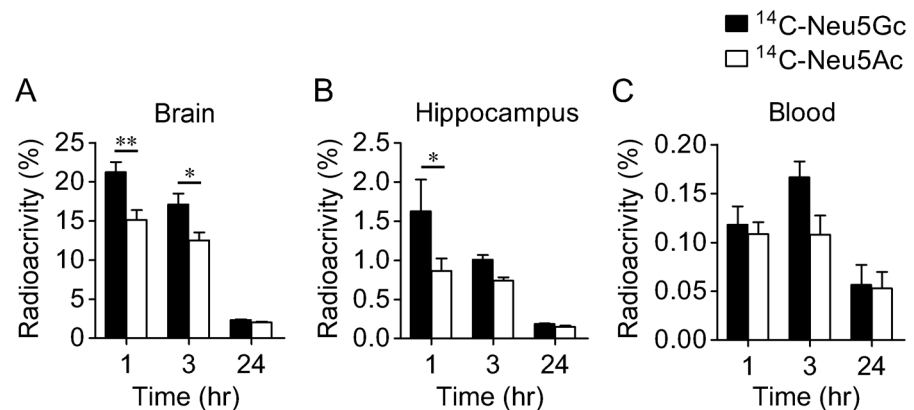 ¹⁴C-Neu5Gc
¹⁴C-Neu5Ac
A
Brain
Radioacrivity (%)
25
20
15
10
5
0
**
*
1 3 24
Time (hr)
B
Hippocampus
Radioacrivity (%)
2.5
2.0
1.5
1.0
0.5
0.0
*
1 3 24
Time (hr)
C
Blood
Radioacrivity (%)
0.20
0.15
0.10
0.05
0.00
1 3 24
Time (hr)